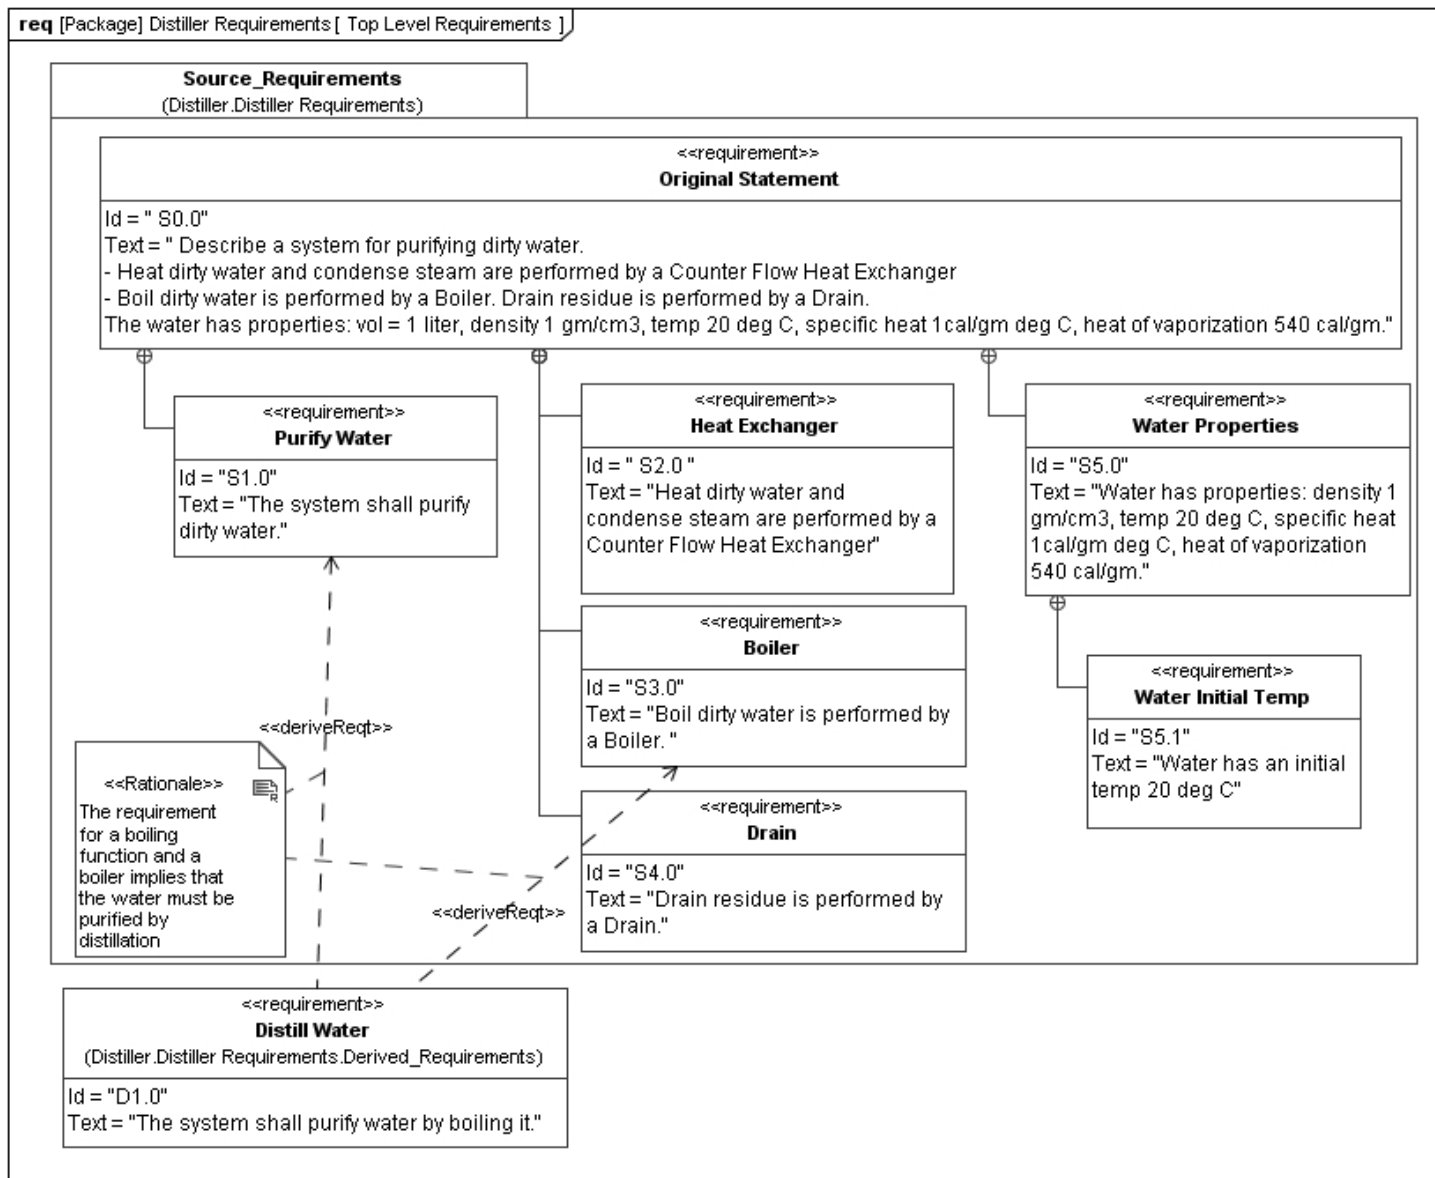 req [Package] Distiller Requirements [ Top Level Requirements ]
Source_Requirements
(Distiller.Distiller Requirements)
<<requirement>>
Original Statement
Id = " S0.0"
Text = " Describe a system for purifying dirty water.
- Heat dirty water and condense steam are performed by a Counter Flow Heat Exchanger
- Boil dirty water is performed by a Boiler. Drain residue is performed by a Drain.
The water has properties: vol = 1 liter, density 1 gm/cm3, temp 20 deg C, specific heat 1cal/gm deg C, heat of vaporization 540 cal/gm."
<<requirement>>
Purify Water
Id = "S1.0"
Text = "The system shall purify
dirty water."
<<requirement>>
Heat Exchanger
Id = " S2.0 "
Text = "Heat dirty water and
condense steam are performed by a
Counter Flow Heat Exchanger"
<<requirement>>
Water Properties
Id = "S5.0"
Text = "Water has properties: density 1
gm/cm3, temp 20 deg C, specific heat
1cal/gm deg C, heat of vaporization
540 cal/gm."
<<requirement>>
Boiler
Id = "S3.0"
Text = "Boil dirty water is performed by
a Boiler. "
<<requirement>>
Water Initial Temp
Id = "S5.1"
Text = "Water has an initial
temp 20 deg C"
<<deriveReqt>>
<<Rationale>>
R
The requirement
for a boiling
function and a
boiler implies that
the water must be
purified by
distillation
<<requirement>>
Drain
Id = "S4.0"
Text = "Drain residue is performed by
a Drain."
<<deriveReqt>>
<<requirement>>
Distill Water
(Distiller.Distiller Requirements.Derived_Requirements)
Id = "D1.0"
Text = "The system shall purify water by boiling it."